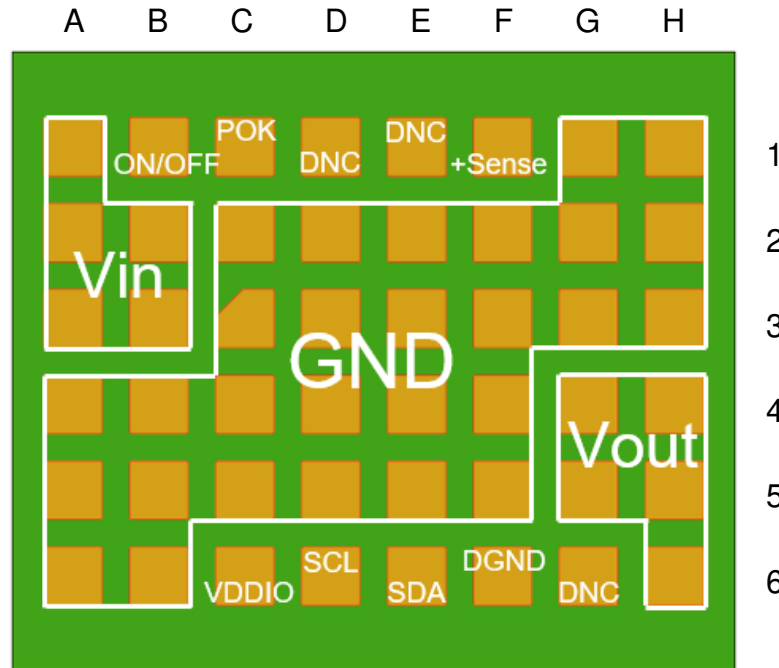 A B C D E F G H
POK DNC
ON/OFF DNC +Sense
1
Vin
2
GND
3
Vout
4
5
SCL DGND
VDDIO SDA DNC
6